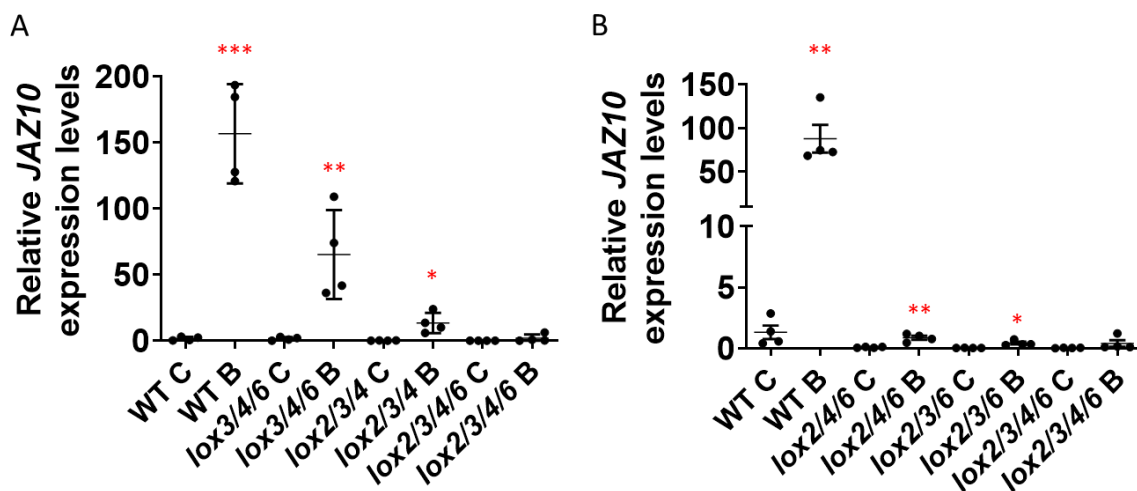 A
Relative JAZ10
expression levels
200
150
100
50
0
***
**
*
WT C
WT B
lox3/4/6 C
lox3/4/6 B
lox2/3/4 C
lox2/3/4 B
lox2/3/4/6 C
lox2/3/4/6 B
B
Relative JAZ10
expression levels
150
100
50
10
5
0
**
**
*
WT C
WT B
lox2/4/6 C
lox2/4/6 B
lox2/3/6 C
lox2/3/6 B
lox2/3/4/6 C
lox2/3/4/6 B